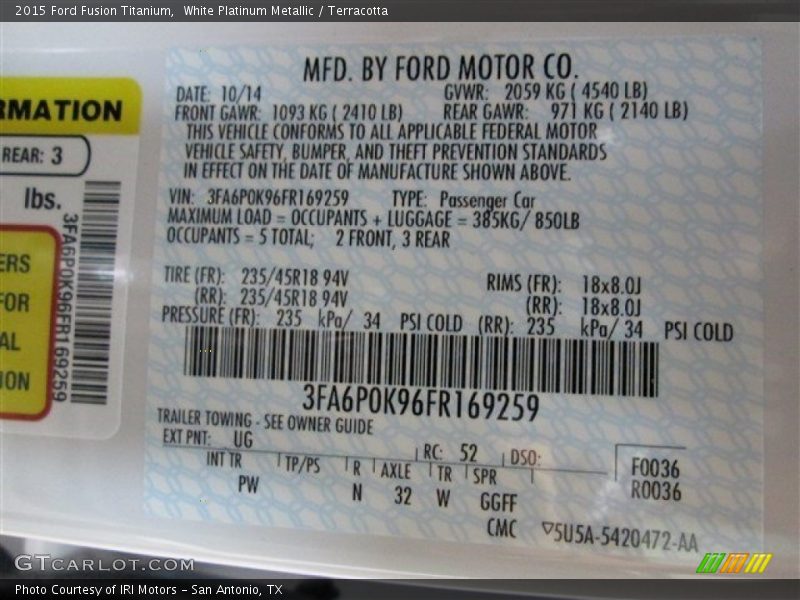 2015 Ford Fusion Titanium,  White Platinum Metallic / Terracotta
RMATION
REAR: 3
lbs.
ERS
FOR
AL
ION
3FA6P0K96FR169259
MFD. BY FORD MOTOR CO.
DATE: 10/14 GVWR: 2059 KG ( 4540 LB)
FRONT GAWR: 1093 KG ( 2410 LB) REAR GAWR: 971 KG ( 2140 LB)
THIS VEHICLE CONFORMS TO ALL APPLICABLE FEDERAL MOTOR
VEHICLE SAFETY, BUMPER, AND THEFT PREVENTION STANDARDS
IN EFFECT ON THE DATE OF MANUFACTURE SHOWN ABOVE.
VIN: 3FA6P0K96FR169259 TYPE: Passenger Car
MAXIMUM LOAD = OCCUPANTS + LUGGAGE = 385KG/ 850LB
OCCUPANTS = 5 TOTAL; 2 FRONT, 3 REAR
TIRE (FR): 235/45R18 94V RIMS (FR): 18x8.0J
(RR): 235/45R18 94V (RR): 18x8.0J
PRESSURE (FR): 235 kPa/ 34 PSI COLD (RR): 235 kPa/ 34 PSI COLD
3FA6P0K96FR169259
TRAILER TOWING - SEE OWNER GUIDE
EXT PNT: UG RC: 52 DSO:
INT TR TP/PS R AXLE TR SPR F0036
PW N 32 W GGFF R0036
CMC ▽5U5A-5420472-AA
GTCARLOT.COM
Photo Courtesy of IRI Motors - San Antonio, TX